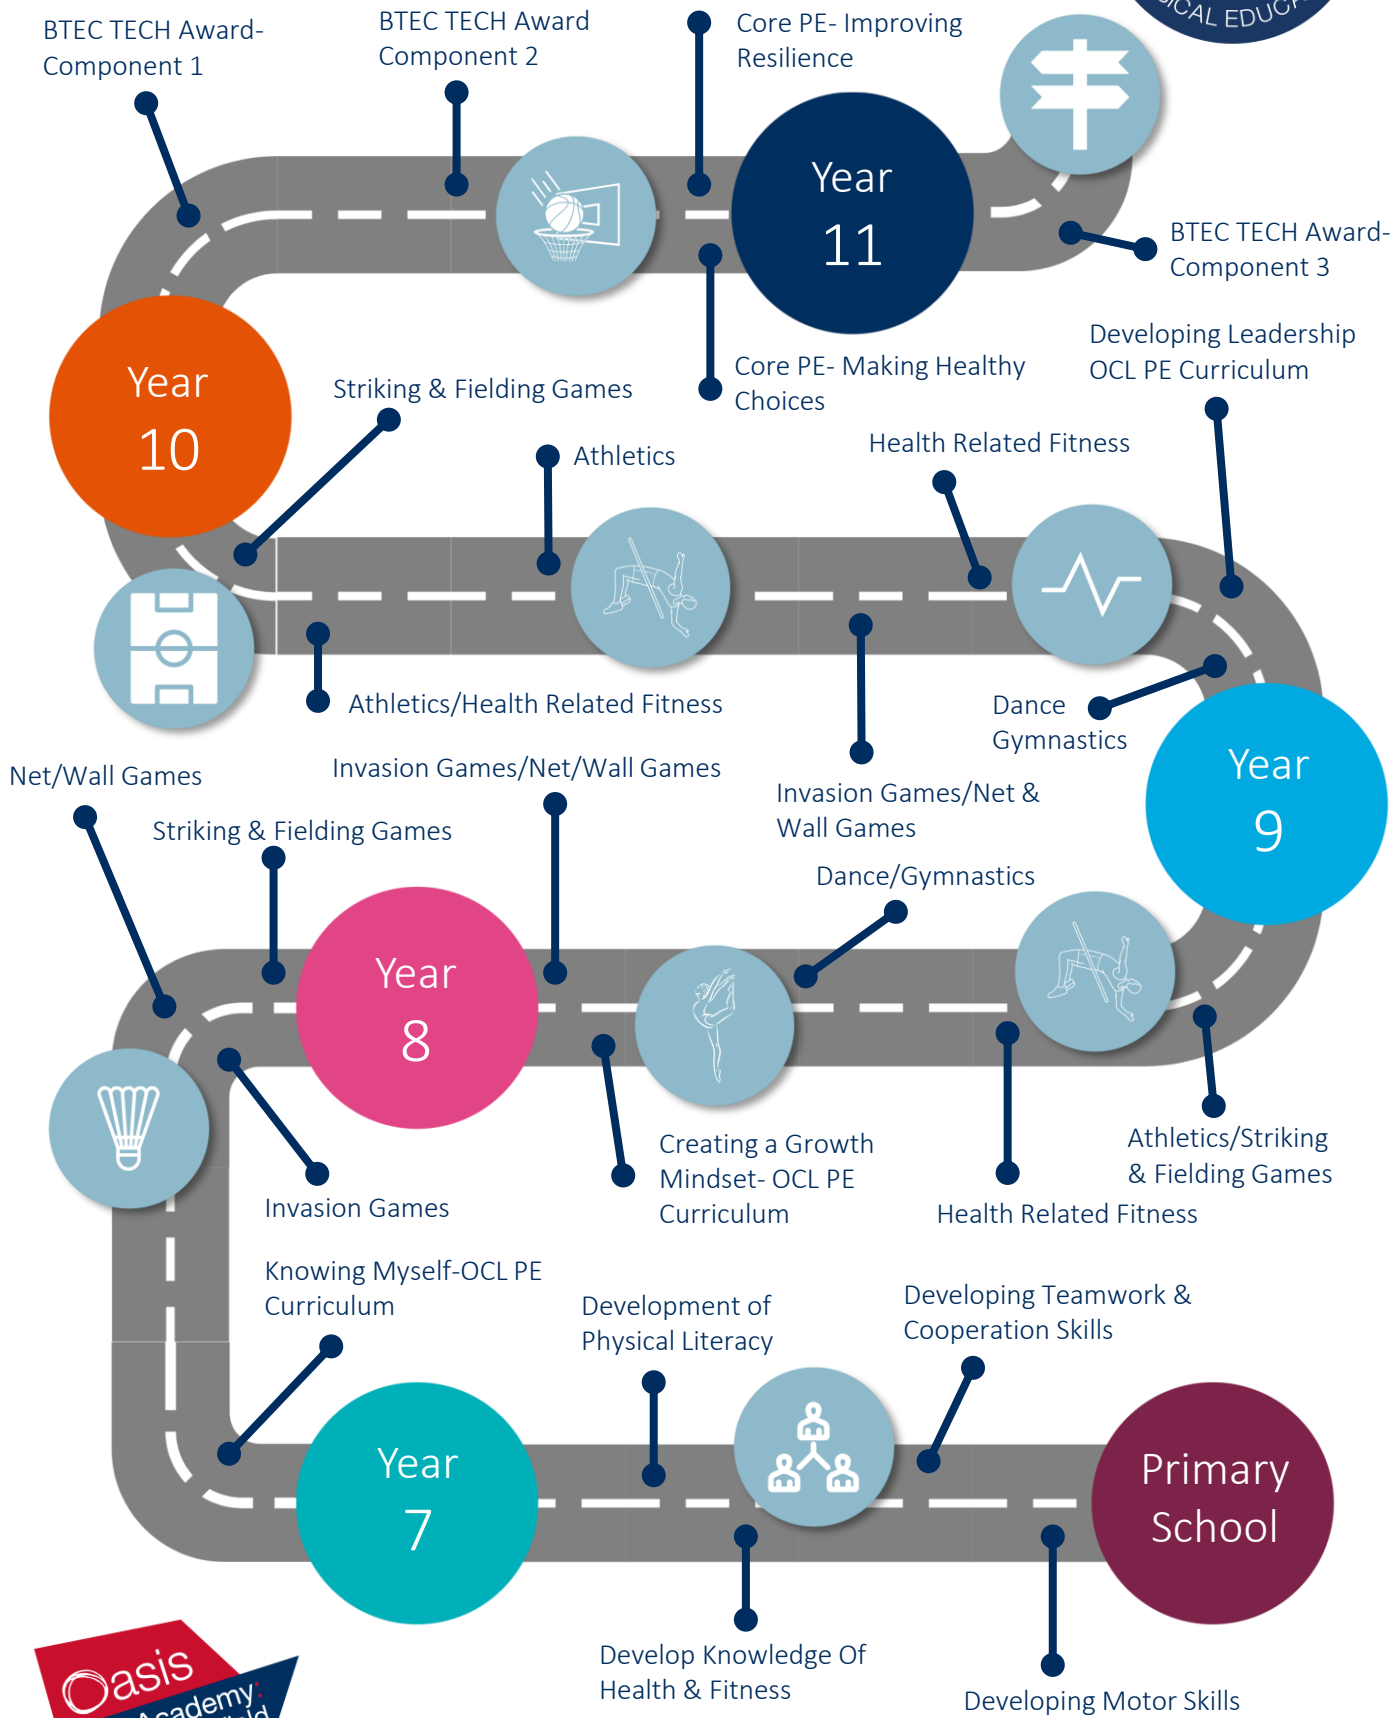 BTEC TECH Award-
Component 1
BTEC TECH Award
Component 2
Core PE- Improving
Resilience
Year
11
BTEC TECH Award-
Component 3
Developing Leadership
OCL PE Curriculum
Core PE- Making Healthy
Choices
Year
10
Striking & Fielding Games
Athletics
Health Related Fitness
Athletics/Health Related Fitness
Dance
Gymnastics
Year
9
Net/Wall Games
Invasion Games/Net/Wall Games
Invasion Games/Net &
Wall Games
Striking & Fielding Games
Dance/Gymnastics
Year
8
Creating a Growth
Mindset- OCL PE
Curriculum
Athletics/Striking
& Fielding Games
Invasion Games
Health Related Fitness
Knowing Myself-OCL PE
Curriculum
Development of
Physical Literacy
Developing Teamwork &
Cooperation Skills
Year
7
Primary
School
Develop Knowledge Of
Health & Fitness
Developing Motor Skills
Oasis
Academy: